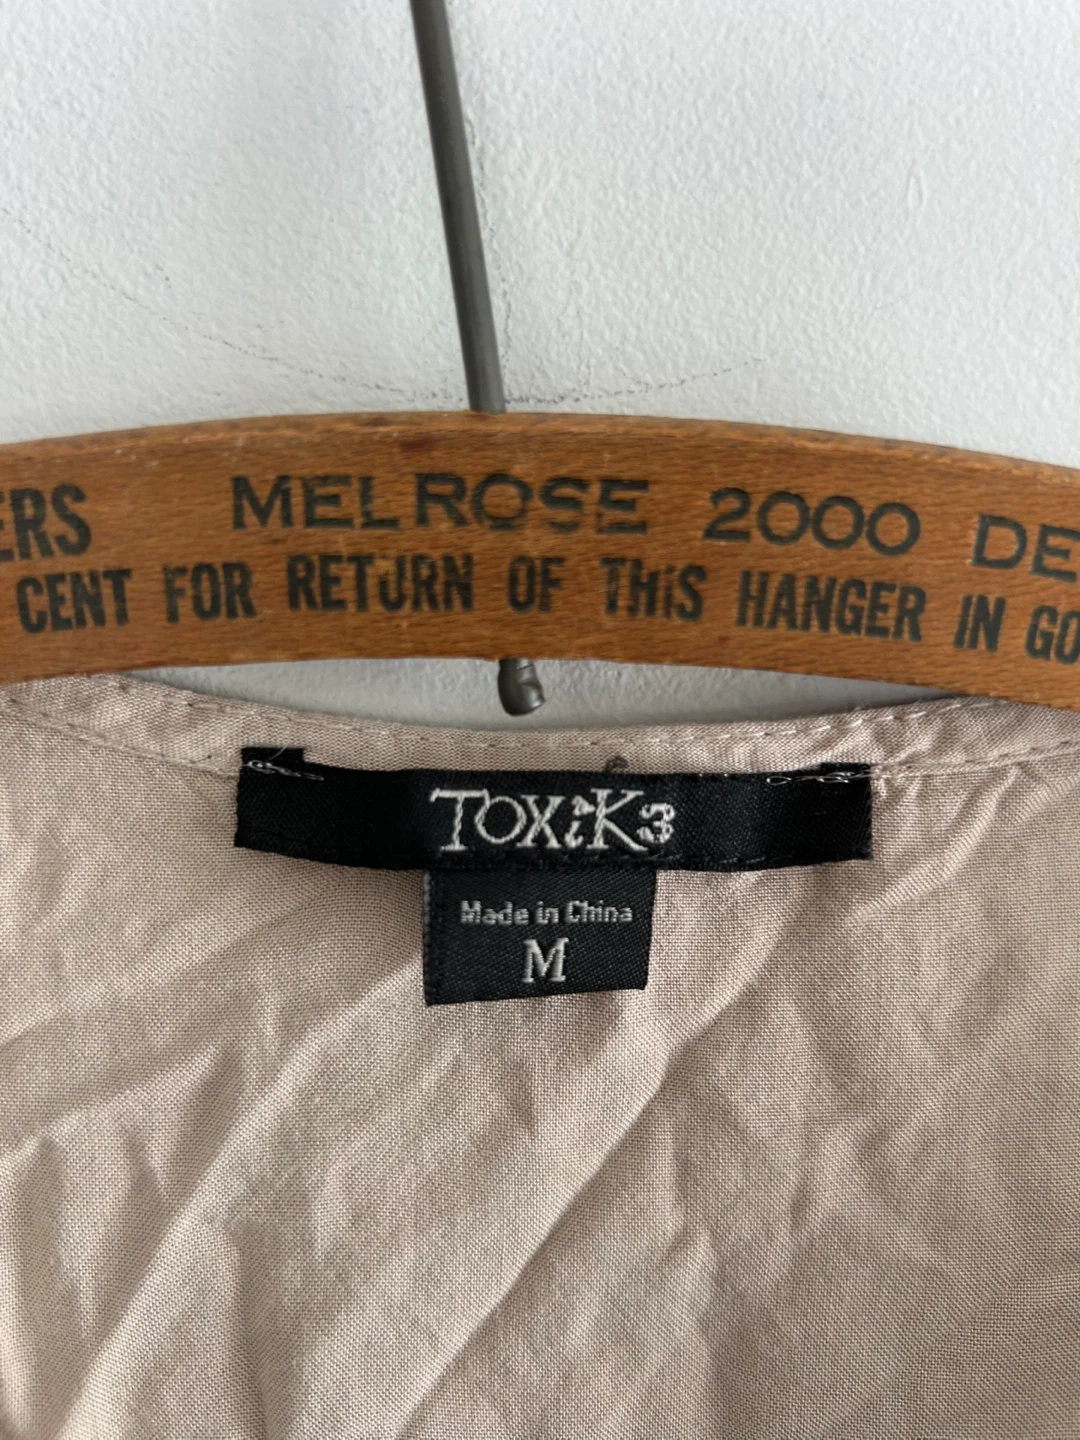 ERS MELROSE 2000 DE
CENT FOR RETURN OF THIS HANGER IN GO
TOXiK3
Made in China
M